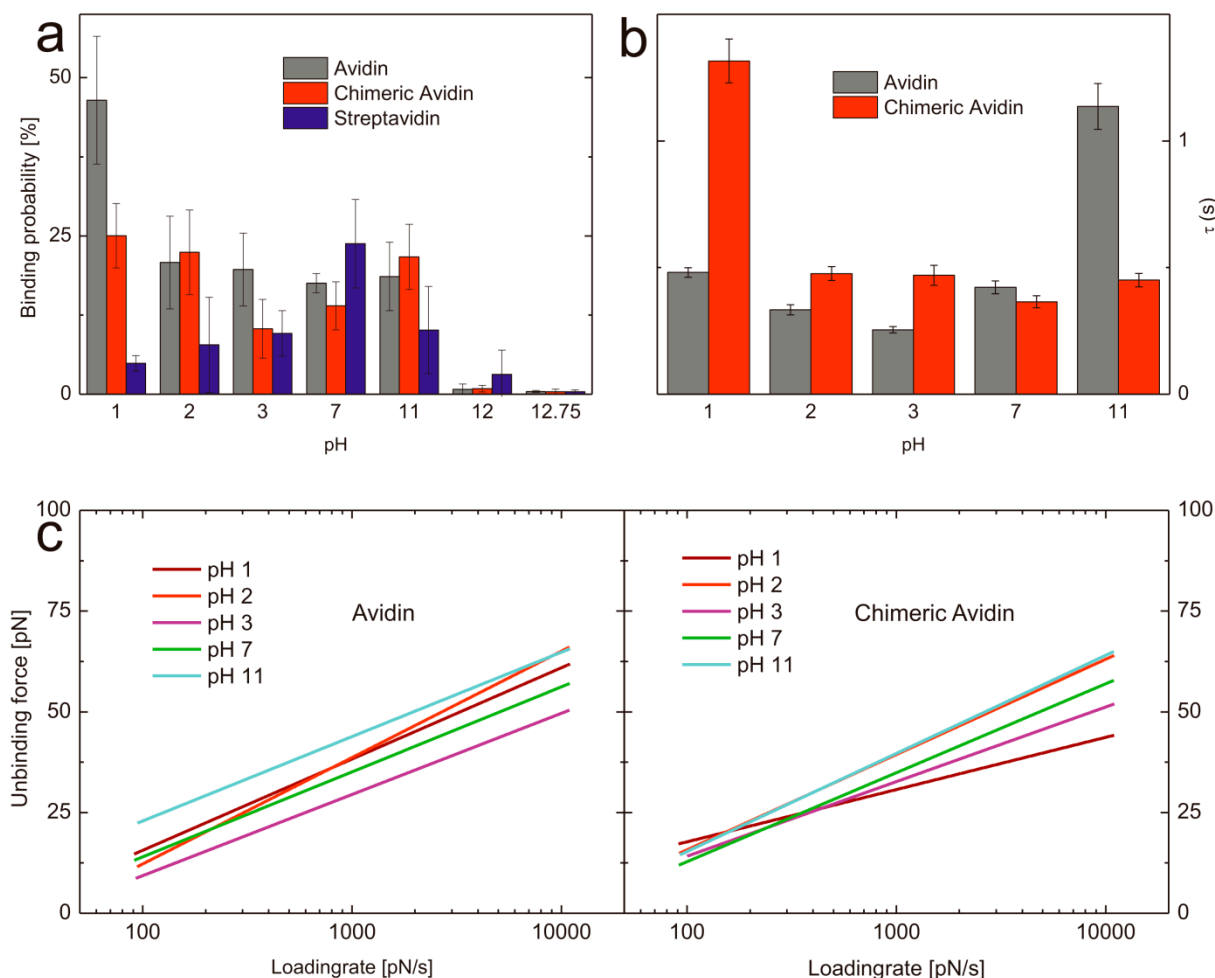 a
Avidin
Chimeric Avidin
Streptavidin
Binding probability [%]
50
25
0
1 2 3 7 11 12 12.75
pH
b
Avidin
Chimeric Avidin
τ (s)
1
0
1 2 3 7 11
pH
c
Unbinding force [pN]
100
75
50
25
0
pH 1
pH 2
pH 3
pH 7
pH 11
Avidin
100 1000 10000
Loadingrate [pN/s]
pH 1
pH 2
pH 3
pH 7
pH 11
Chimeric Avidin
100
75
50
25
0
100 1000 10000
Loadingrate [pN/s]